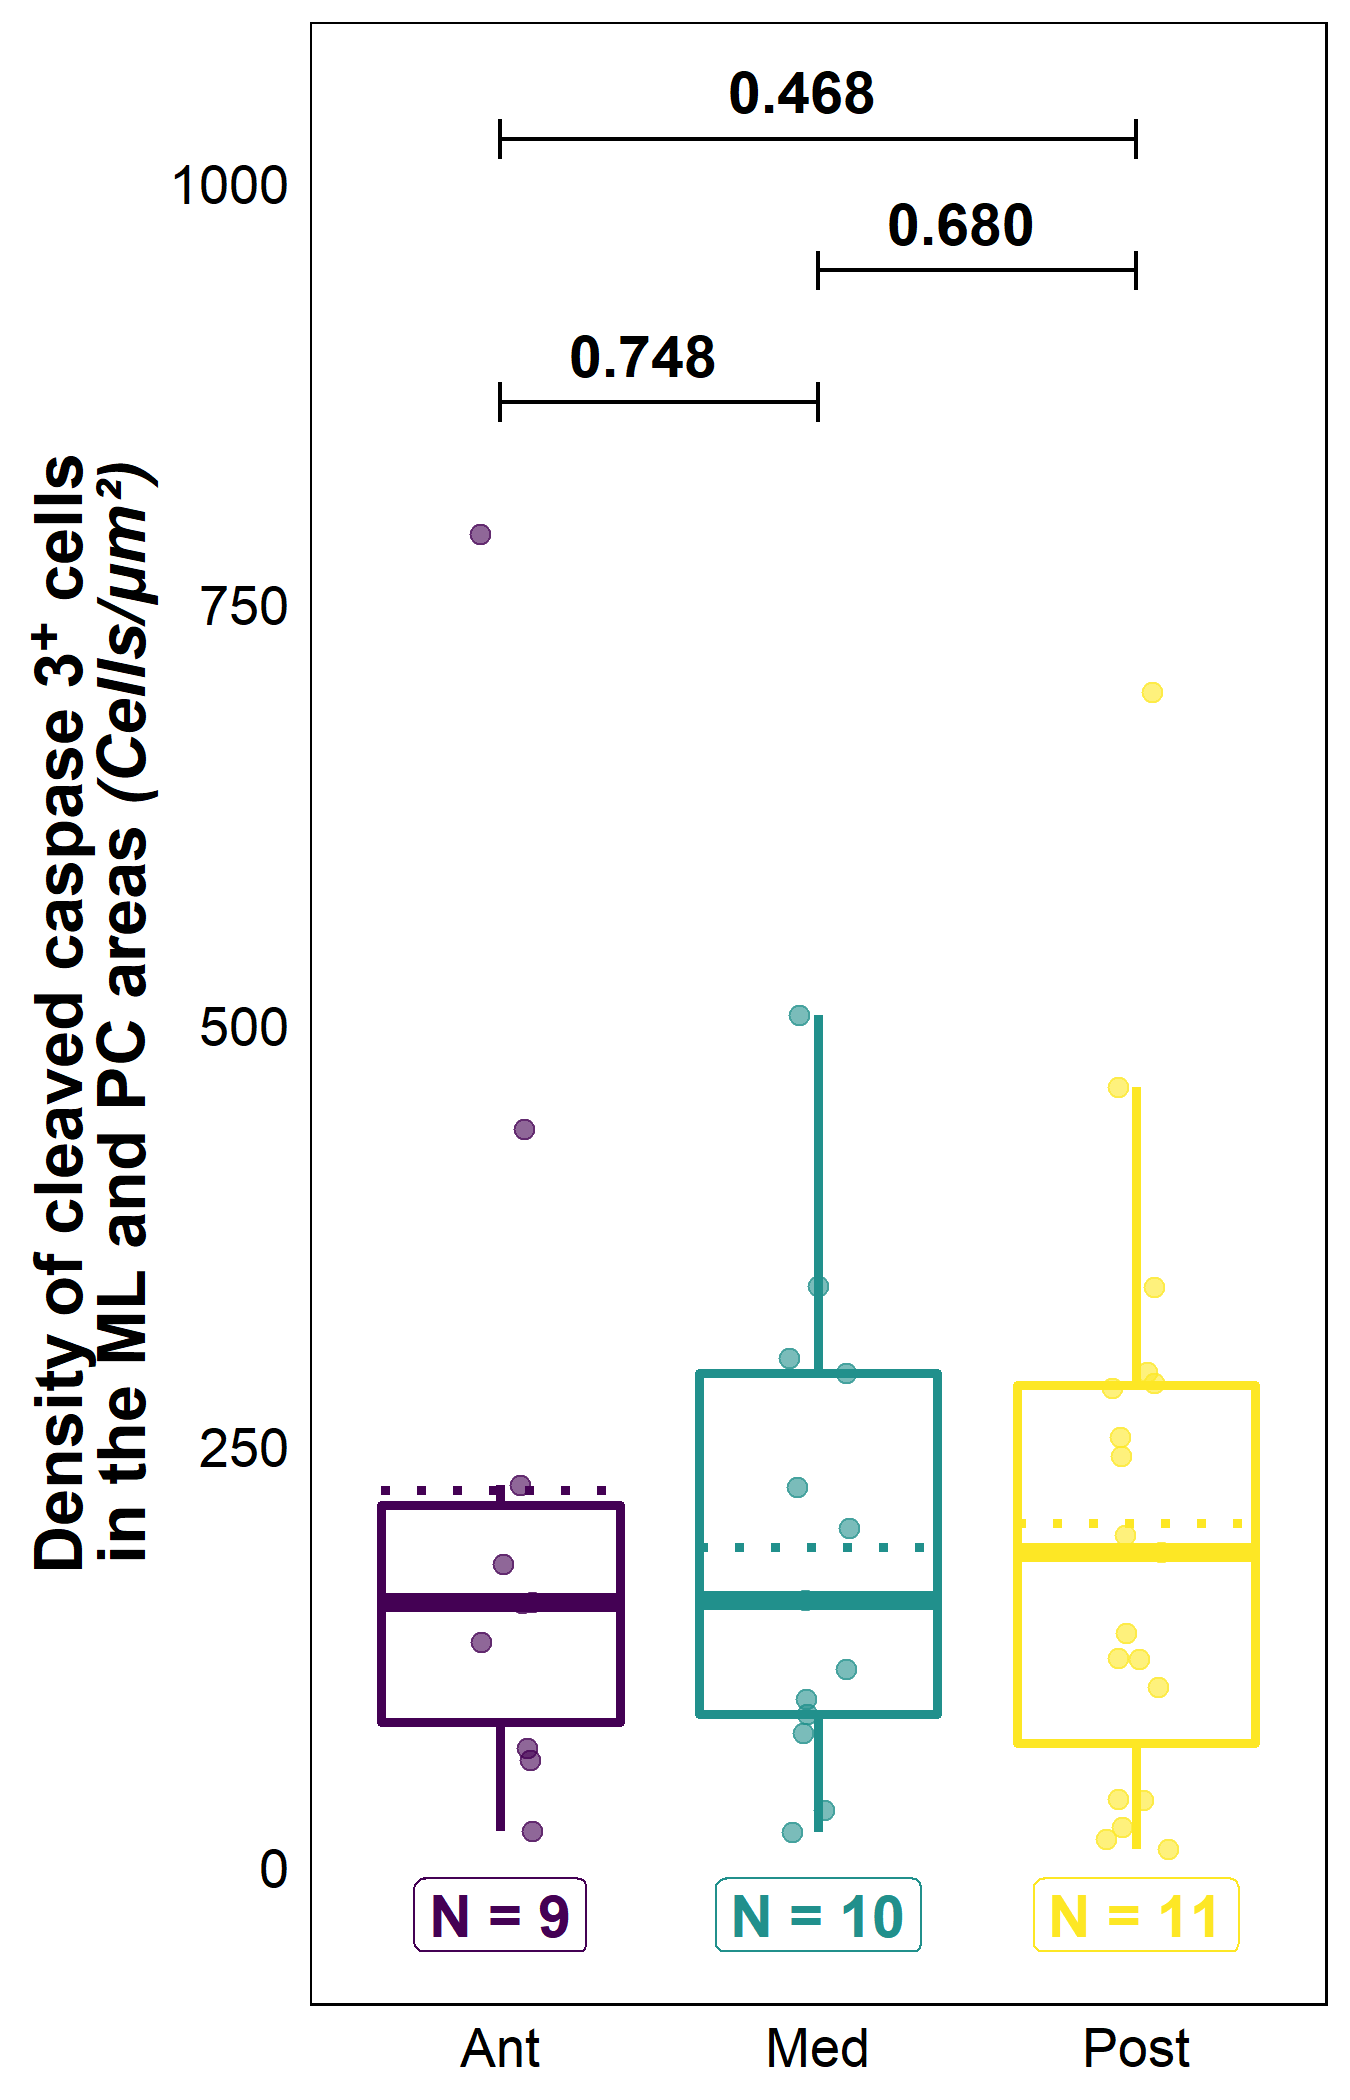 Density of cleaved caspase 3⁺ cells
in the ML and PC areas (Cells/µm²)
1000
750
500
250
0
0.468
0.680
0.748
N = 9
N = 10
N = 11
Ant
Med
Post